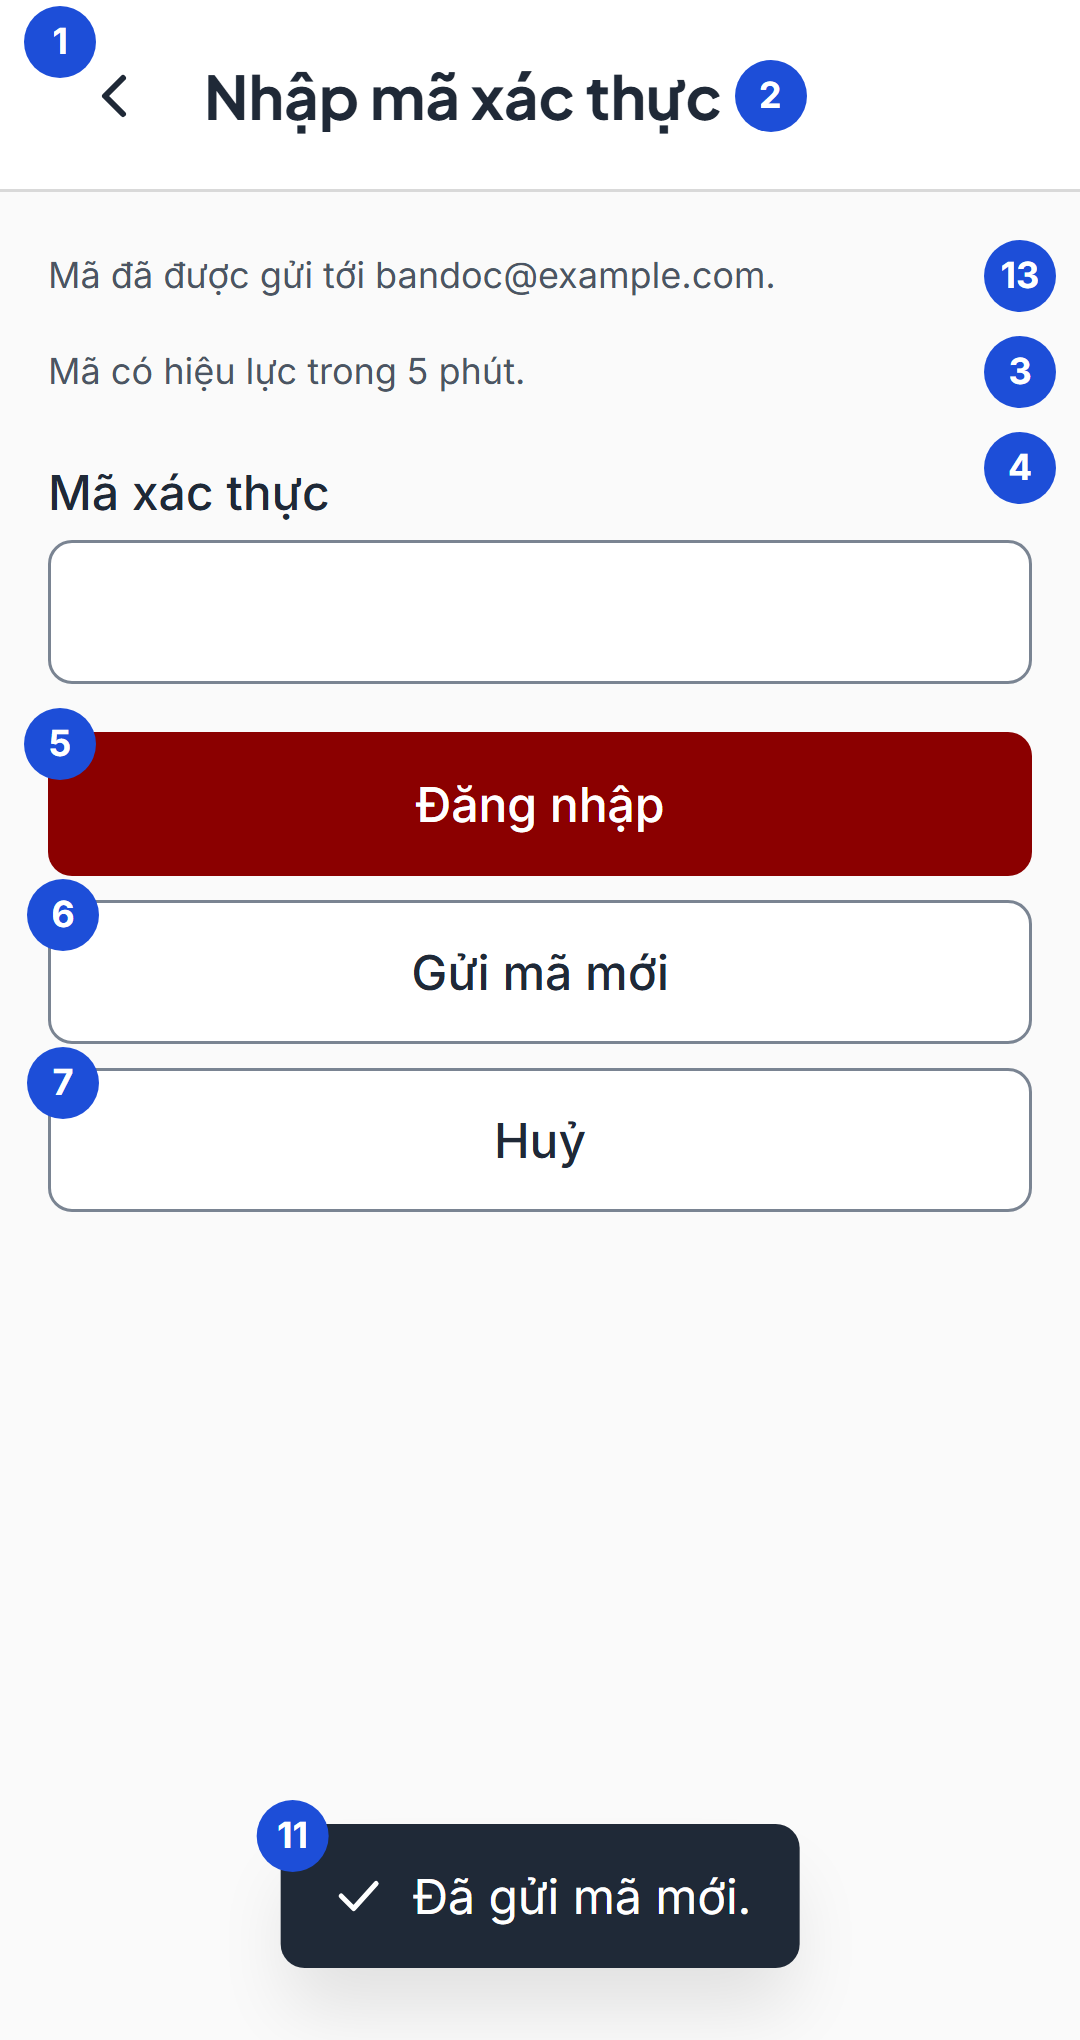 1
Nhập mã xác thực 2
Mã đã được gửi tới bandoc@example.com. 13
Mã có hiệu lực trong 5 phút. 3
4
Mã xác thực
5
Đăng nhập
6
Gửi mã mới
7
Huỷ
11
Đã gửi mã mới.